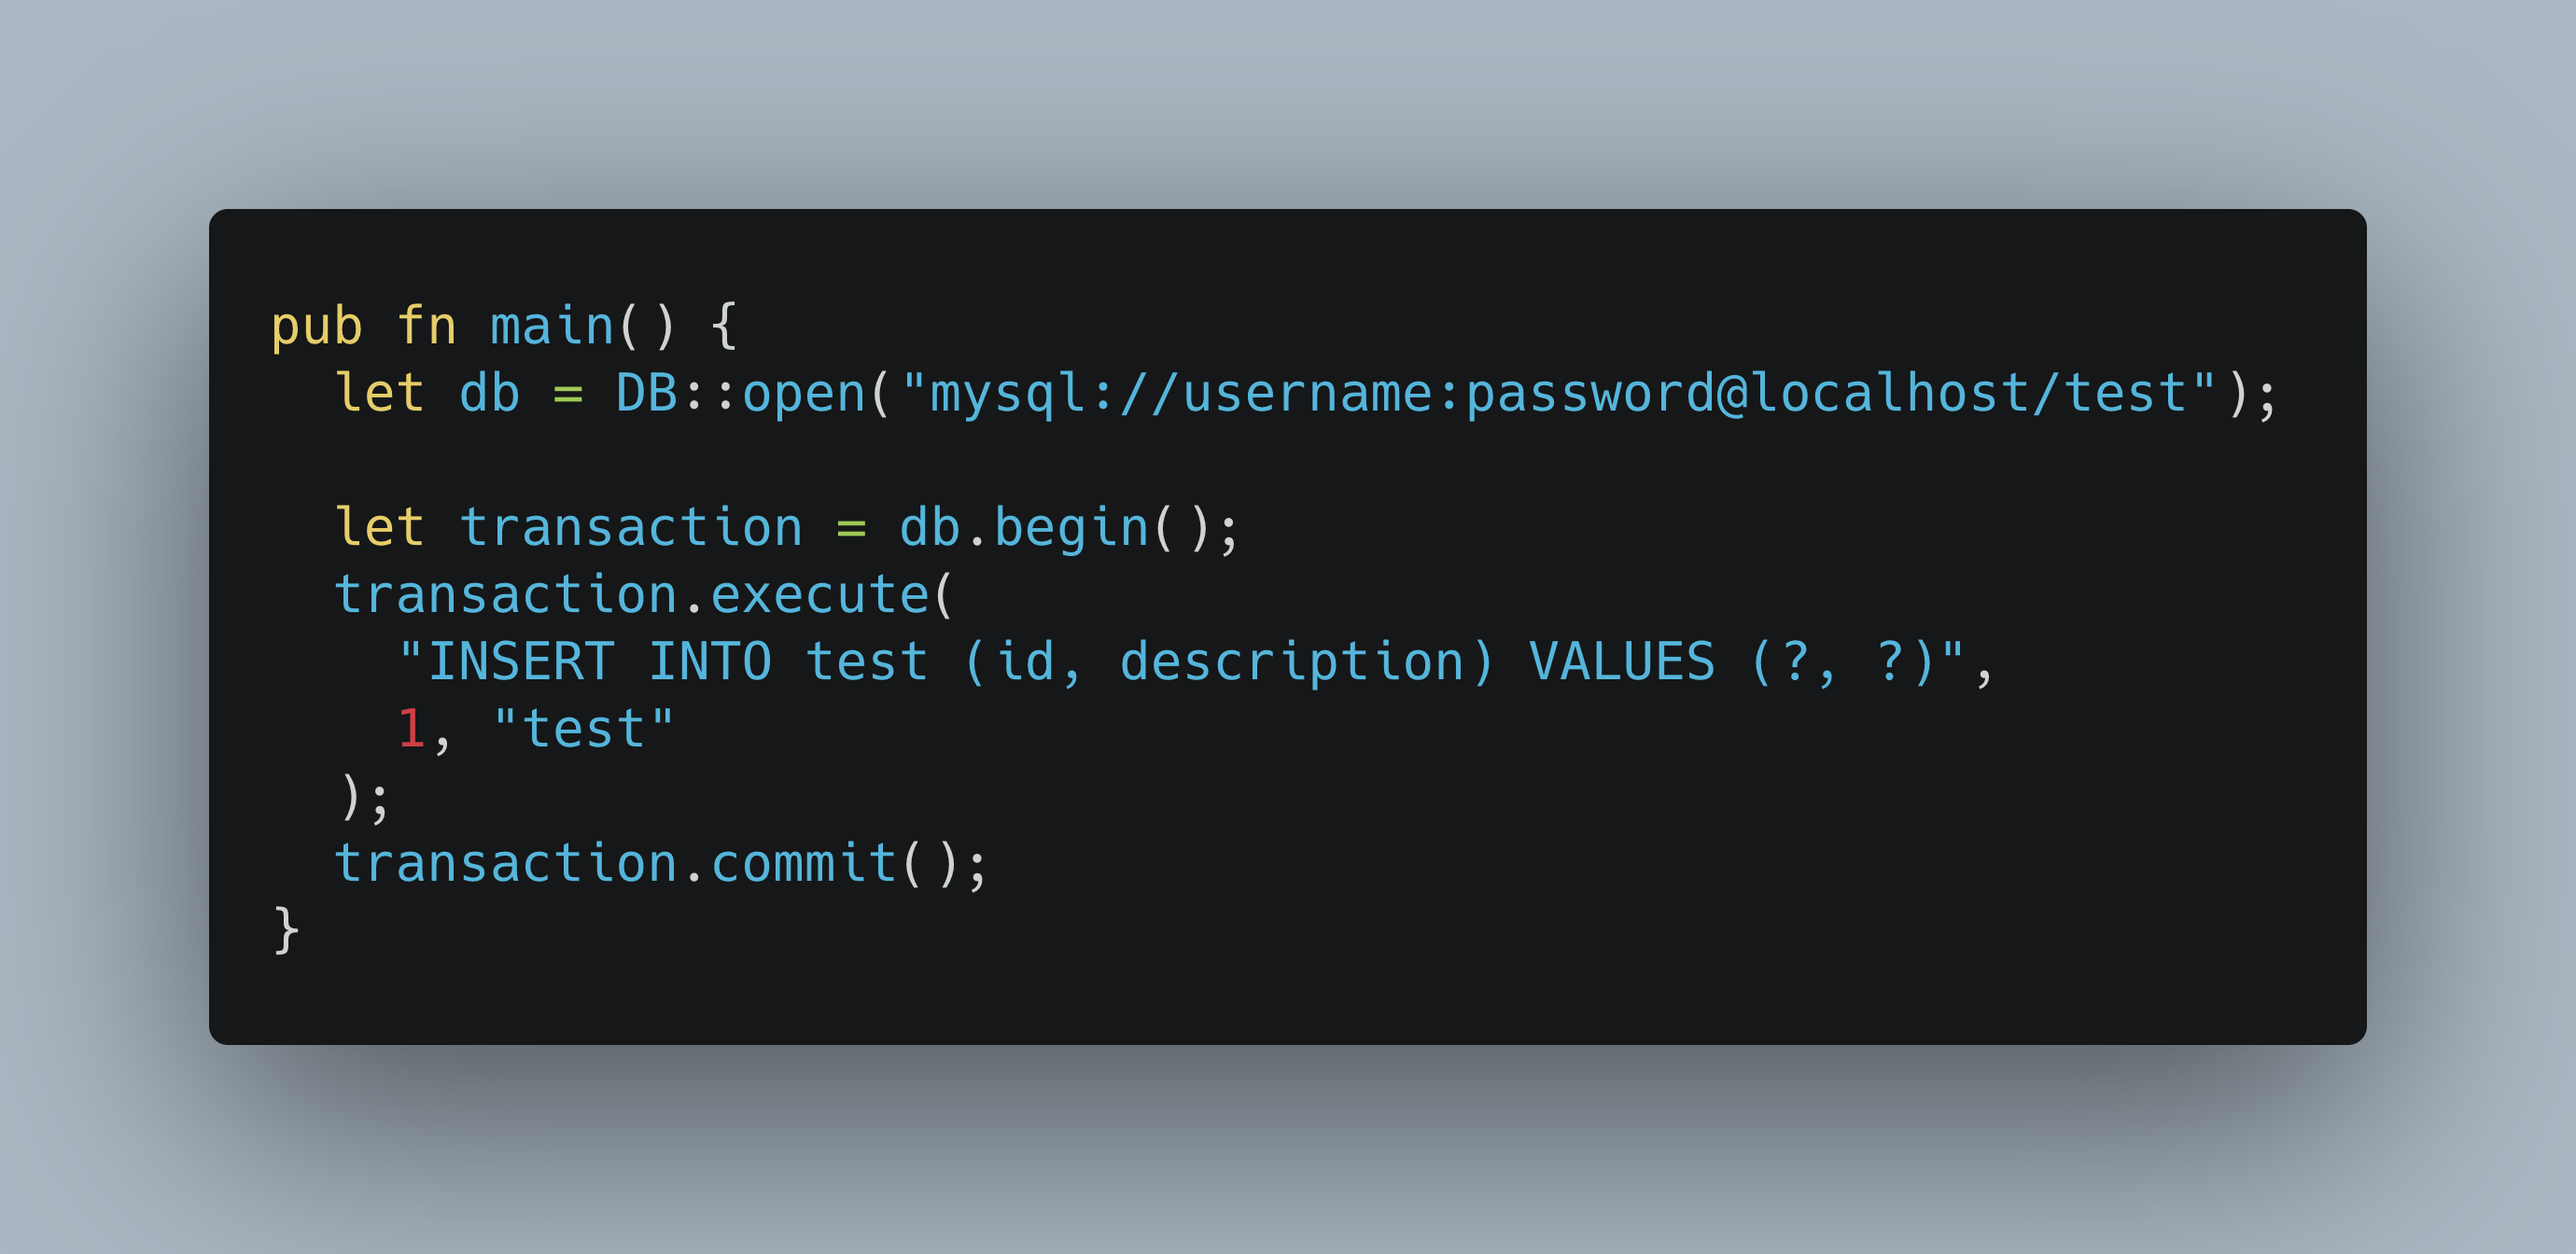 pub fn main() {
  let db = DB::open("mysql://username:password@localhost/test");

  let transaction = db.begin();
  transaction.execute(
    "INSERT INTO test (id, description) VALUES (?, ?)",
    1, "test"
  );
  transaction.commit();
}